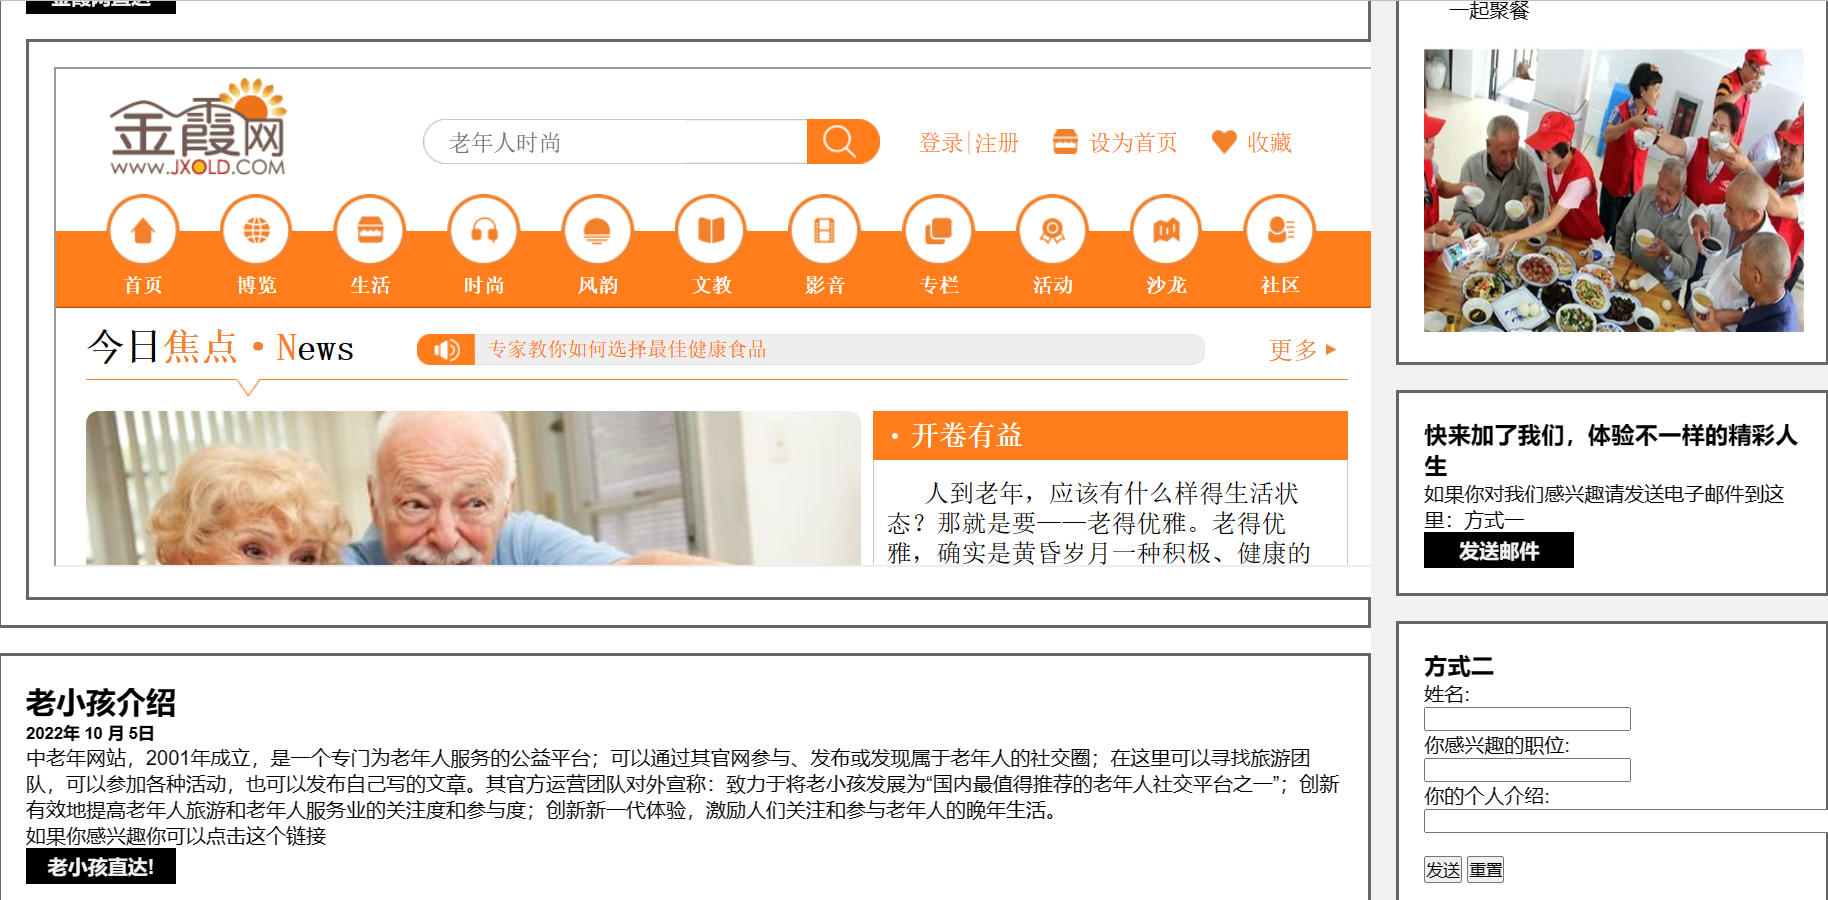 金霞网直达
金霞网
WWW.JXOLD.COM
老年人时尚
登录|注册
设为首页
收藏
首页
博览
生活
时尚
风韵
文教
影音
专栏
活动
沙龙
社区
今日焦点·News
专家教你如何选择最佳健康食品
更多
·开卷有益
人到老年，应该有什么样得生活状
态？那就是要——老得优雅。老得优
雅，确实是黄昏岁月一种积极、健康的
老小孩介绍
2022年 10 月 5日
中老年网站，2001年成立，是一个专门为老年人服务的公益平台；可以通过其官网参与、发布或发现属于老年人的社交圈；在这里可以寻找旅游团
队，可以参加各种活动，也可以发布自己写的文章。其官方运营团队对外宣称：致力于将老小孩发展为“国内最值得推荐的老年人社交平台之一”；创新
有效地提高老年人旅游和老年人服务业的关注度和参与度；创新新一代体验，激励人们关注和参与老年人的晚年生活。
如果你感兴趣你可以点击这个链接
老小孩直达!
一起聚餐
快来加了我们，体验不一样的精彩人
生
如果你对我们感兴趣请发送电子邮件到这
里：方式一
发送邮件
方式二
姓名:
你感兴趣的职位:
你的个人介绍:
发送 重置